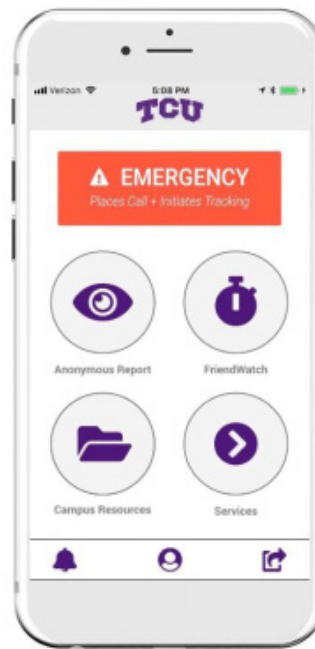 Verizon 5:08 PM
TCU
EMERGENCY
Places Call + Initiates Tracking
Anonymous Report FriendWatch
Campus Resources Services